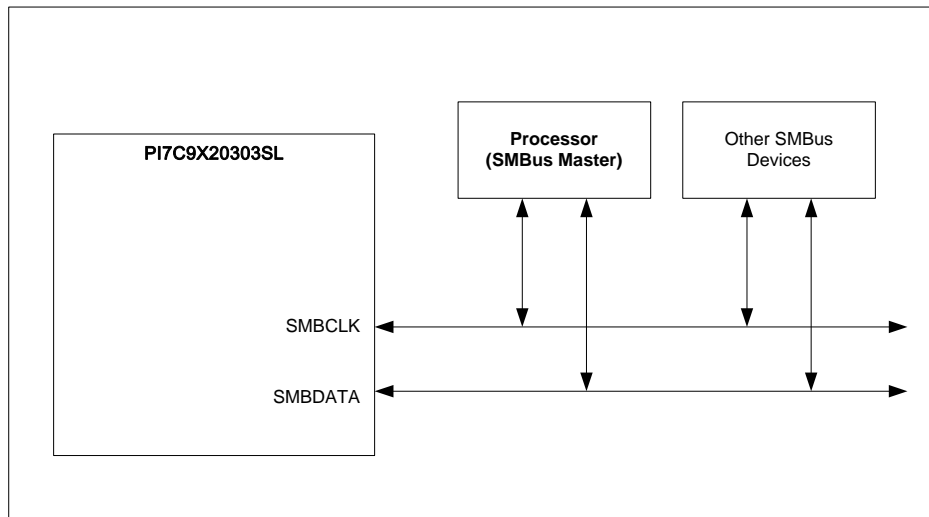 PI7C9X20303SL
Processor
(SMBus Master)
Other SMBus
Devices
SMBCLK
SMBDATA